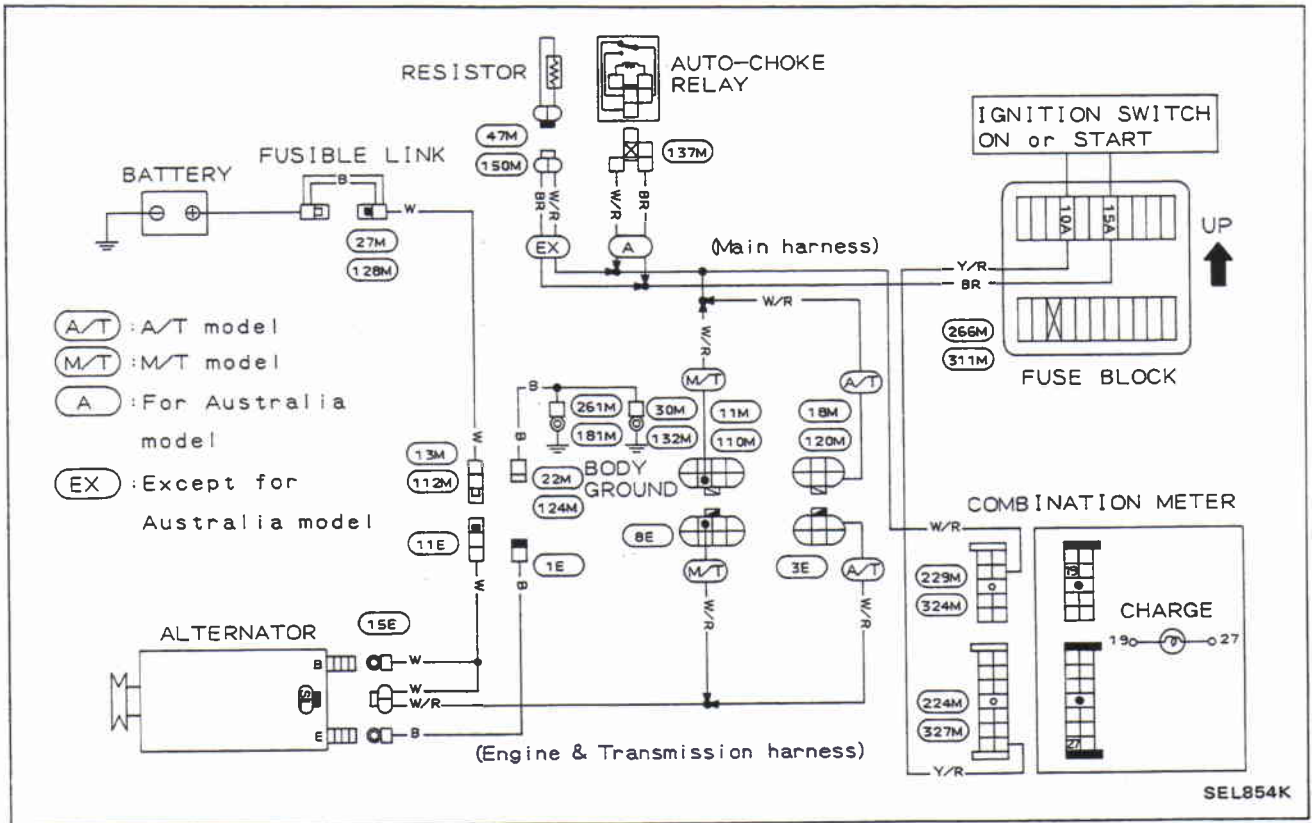 RESISTOR
AUTO-CHOKE
RELAY
IGNITION SWITCH
ON or START
47M
150M
137M
FUSIBLE LINK
BATTERY
B
W
27M
128M
BR
W/R
W/R
BR
EX
A
(Main harness)
10A
15A
UP
Y/R
BR
W/R
266M
311M
FUSE BLOCK
A/T : A/T model
M/T : M/T model
A : For Australia
model
EX : Except for
Australia model
W/R
M/T
A/T
B
261M
181M
30M
132M
11M
110M
18M
120M
W
B
13M
112M
22M
124M
BODY
GROUND
COMBINATION METER
11E
1E
8E
3E
W/R
M/T
A/T
229M
324M
19
CHARGE
19
27
W
B
W/R
W/R
ALTERNATOR
15E
B
W
W
W/R
E
B
224M
327M
27
(Engine & Transmission harness)
Y/R
SEL854K